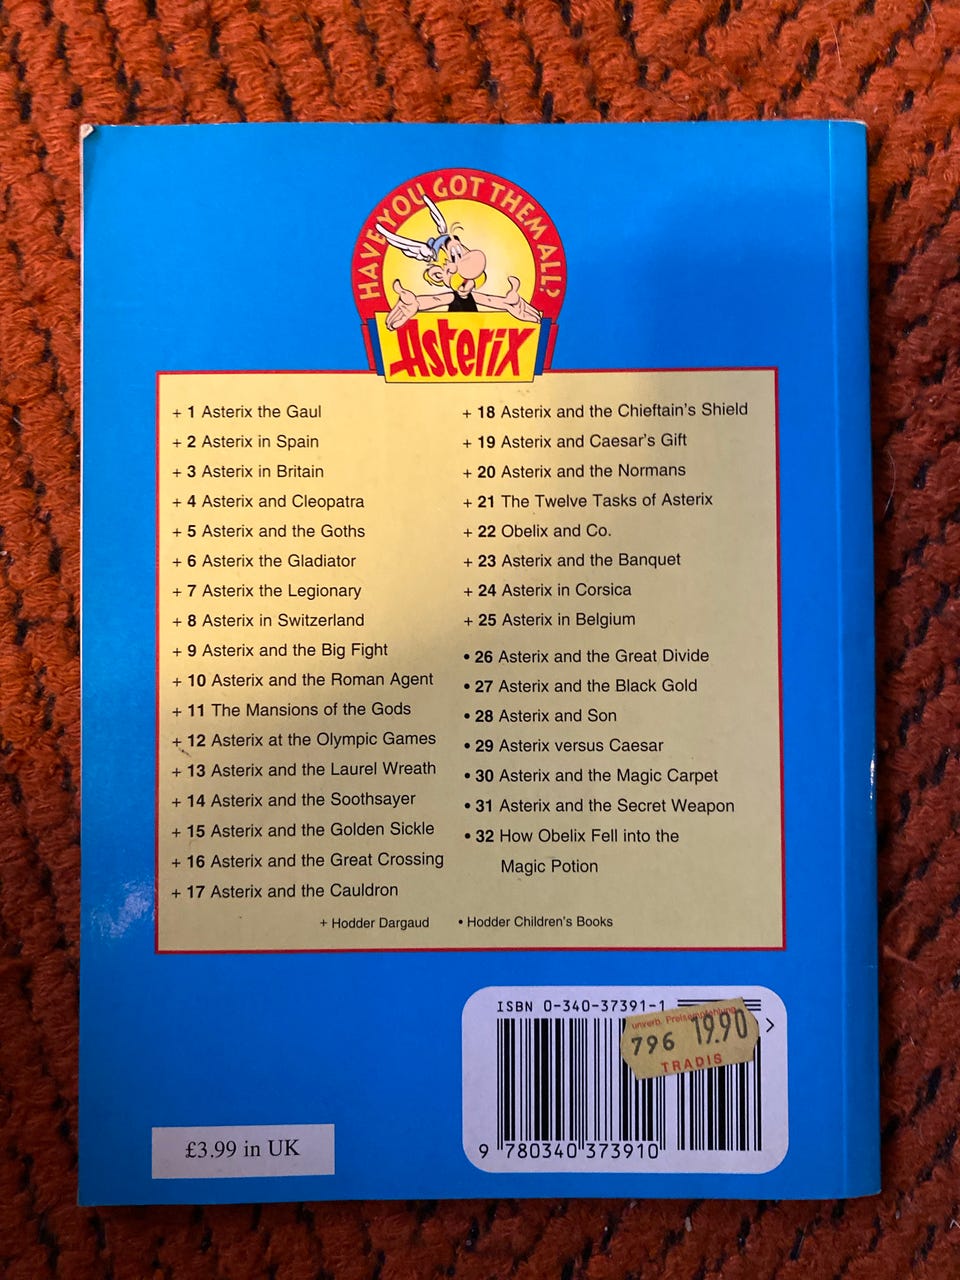 HAVE YOU GOT THEM ALL?
Asterix
+ 1 Asterix the Gaul
+ 2 Asterix in Spain
+ 3 Asterix in Britain
+ 4 Asterix and Cleopatra
+ 5 Asterix and the Goths
+ 6 Asterix the Gladiator
+ 7 Asterix the Legionary
+ 8 Asterix in Switzerland
+ 9 Asterix and the Big Fight
+ 10 Asterix and the Roman Agent
+ 11 The Mansions of the Gods
+ 12 Asterix at the Olympic Games
+ 13 Asterix and the Laurel Wreath
+ 14 Asterix and the Soothsayer
+ 15 Asterix and the Golden Sickle
+ 16 Asterix and the Great Crossing
+ 17 Asterix and the Cauldron
+ 18 Asterix and the Chieftain's Shield
+ 19 Asterix and Caesar's Gift
+ 20 Asterix and the Normans
+ 21 The Twelve Tasks of Asterix
+ 22 Obelix and Co.
+ 23 Asterix and the Banquet
+ 24 Asterix in Corsica
+ 25 Asterix in Belgium
• 26 Asterix and the Great Divide
• 27 Asterix and the Black Gold
• 28 Asterix and Son
• 29 Asterix versus Caesar
• 30 Asterix and the Magic Carpet
• 31 Asterix and the Secret Weapon
• 32 How Obelix Fell into the
Magic Potion
+ Hodder Dargaud • Hodder Children's Books
ISBN 0-340-37391-1
unverb. Preisempfehlung
796 19.90
TRADIS
>
9 780340 373910
£3.99 in UK